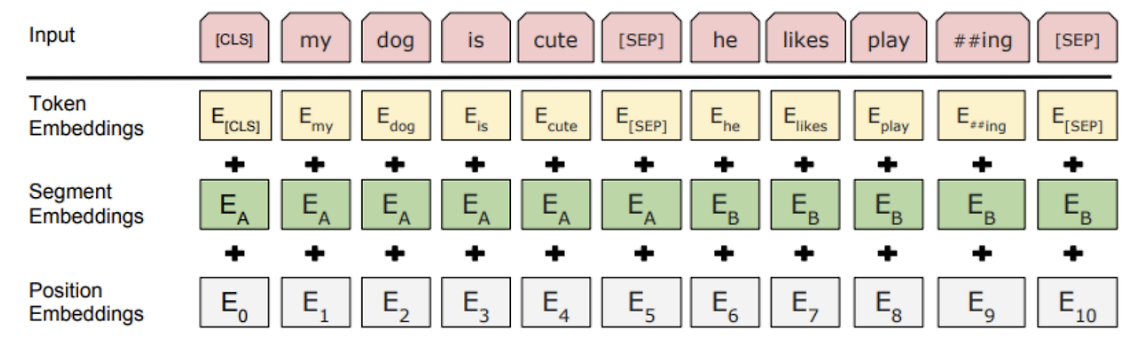 Input [CLS] my dog is cute [SEP] he likes play ##ing [SEP]
Token
Embeddings
E[CLS] Emy Edog Eis Ecute E[SEP] Ehe Elikes Eplay E##ing E[SEP]
+ + + + + + + + + + +
Segment
Embeddings
EA EA EA EA EA EA EB EB EB EB EB
+ + + + + + + + + + +
Position
Embeddings
E0 E1 E2 E3 E4 E5 E6 E7 E8 E9 E10